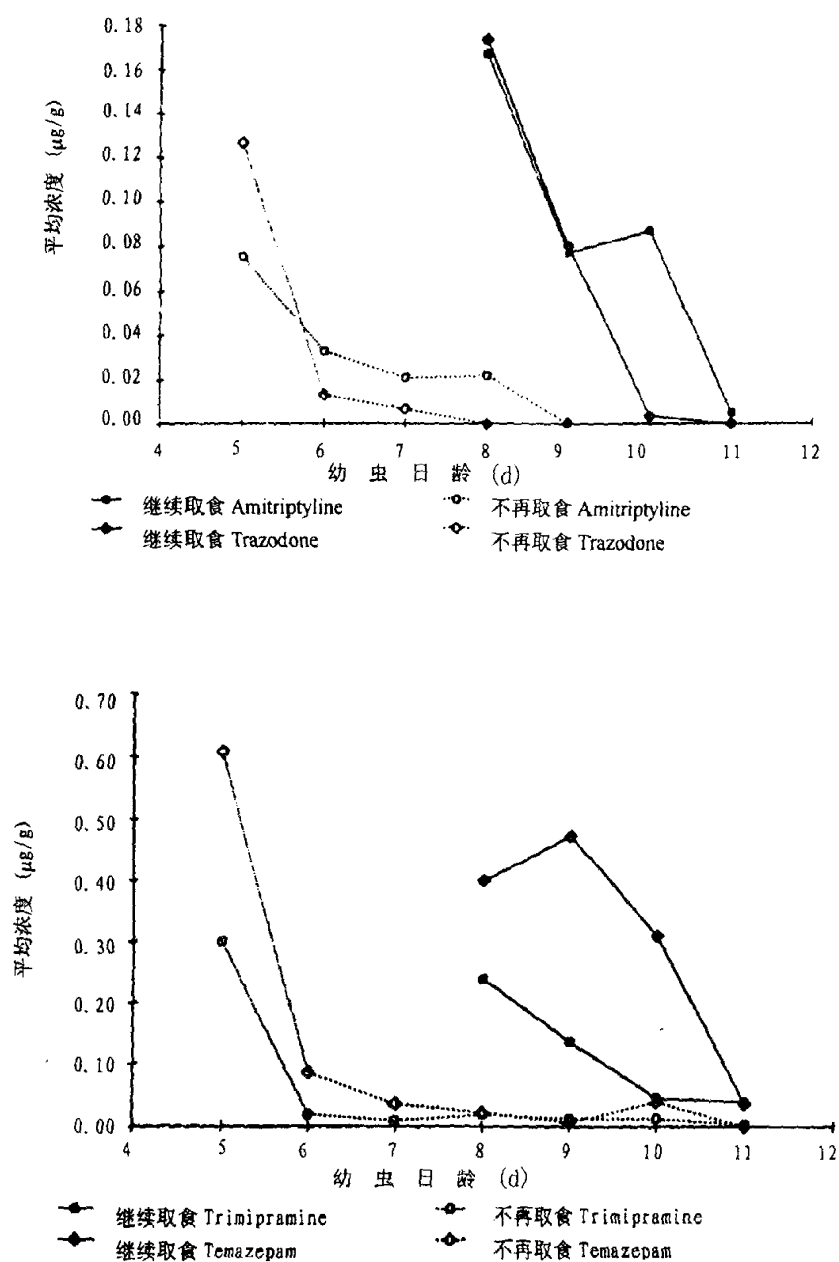 0.18
0.16
0.14
0.12
0.10
0.08
0.06
0.04
0.02
0.00
平均浓度 (μg/g)
4 5 6 7 8 9 10 11 12
幼虫日龄(d)
继续取食 Amitriptyline 不再取食 Amitriptyline
继续取食 Trazodone 不再取食 Trazodone
0.70
0.60
0.50
0.40
0.30
0.20
0.10
0.00
平均浓度 (μg/g)
4 5 6 7 8 9 10 11 12
幼虫日龄(d)
继续取食 Trimipramine 不再取食 Trimipramine
继续取食 Temazepam 不再取食 Temazepam